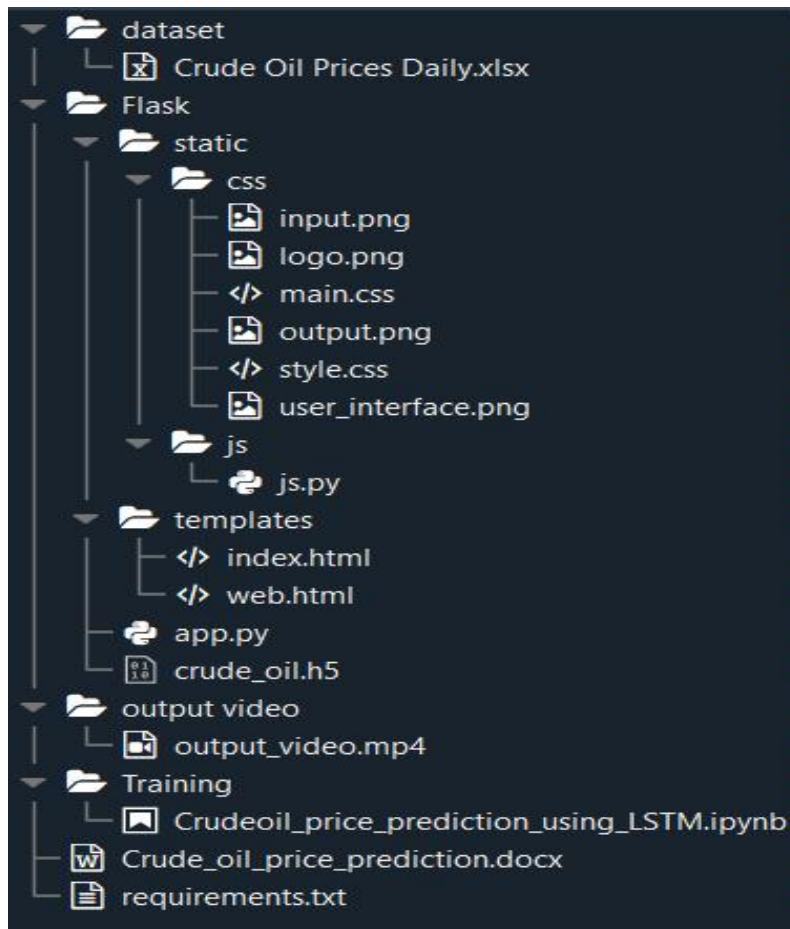 dataset
Crude Oil Prices Daily.xlsx
Flask
static
css
input.png
logo.png
main.css
output.png
style.css
user_interface.png
js
js.py
templates
index.html
web.html
app.py
crude_oil.h5
output video
output_video.mp4
Training
Crudeoil_price_prediction_using_LSTM.ipynb
Crude_oil_price_prediction.docx
requirements.txt